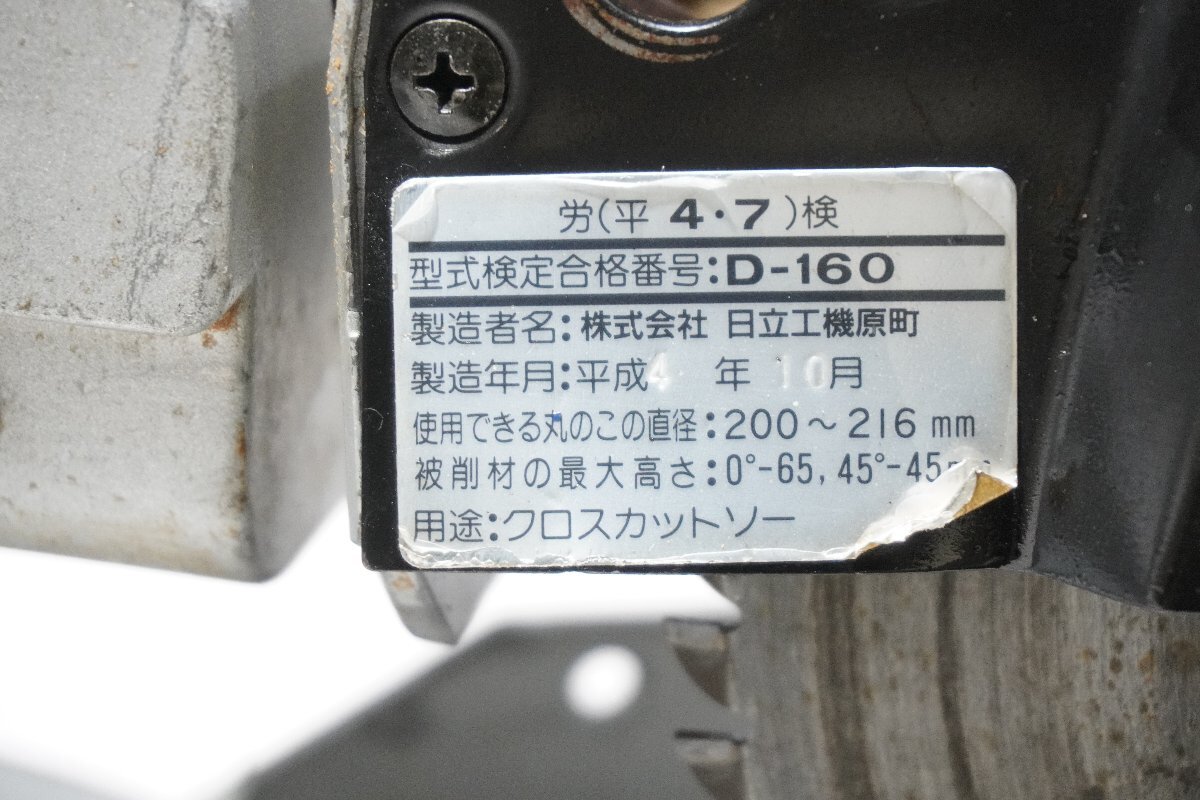 労(平 4・7)検
型式検定合格番号:D-160
製造者名:株式会社 日立工機原町
製造年月:平成4 年 10月
使用できる丸のこの直径:200～216 mm
被削材の最大高さ:0°-65, 45°-45
用途:クロスカットソー